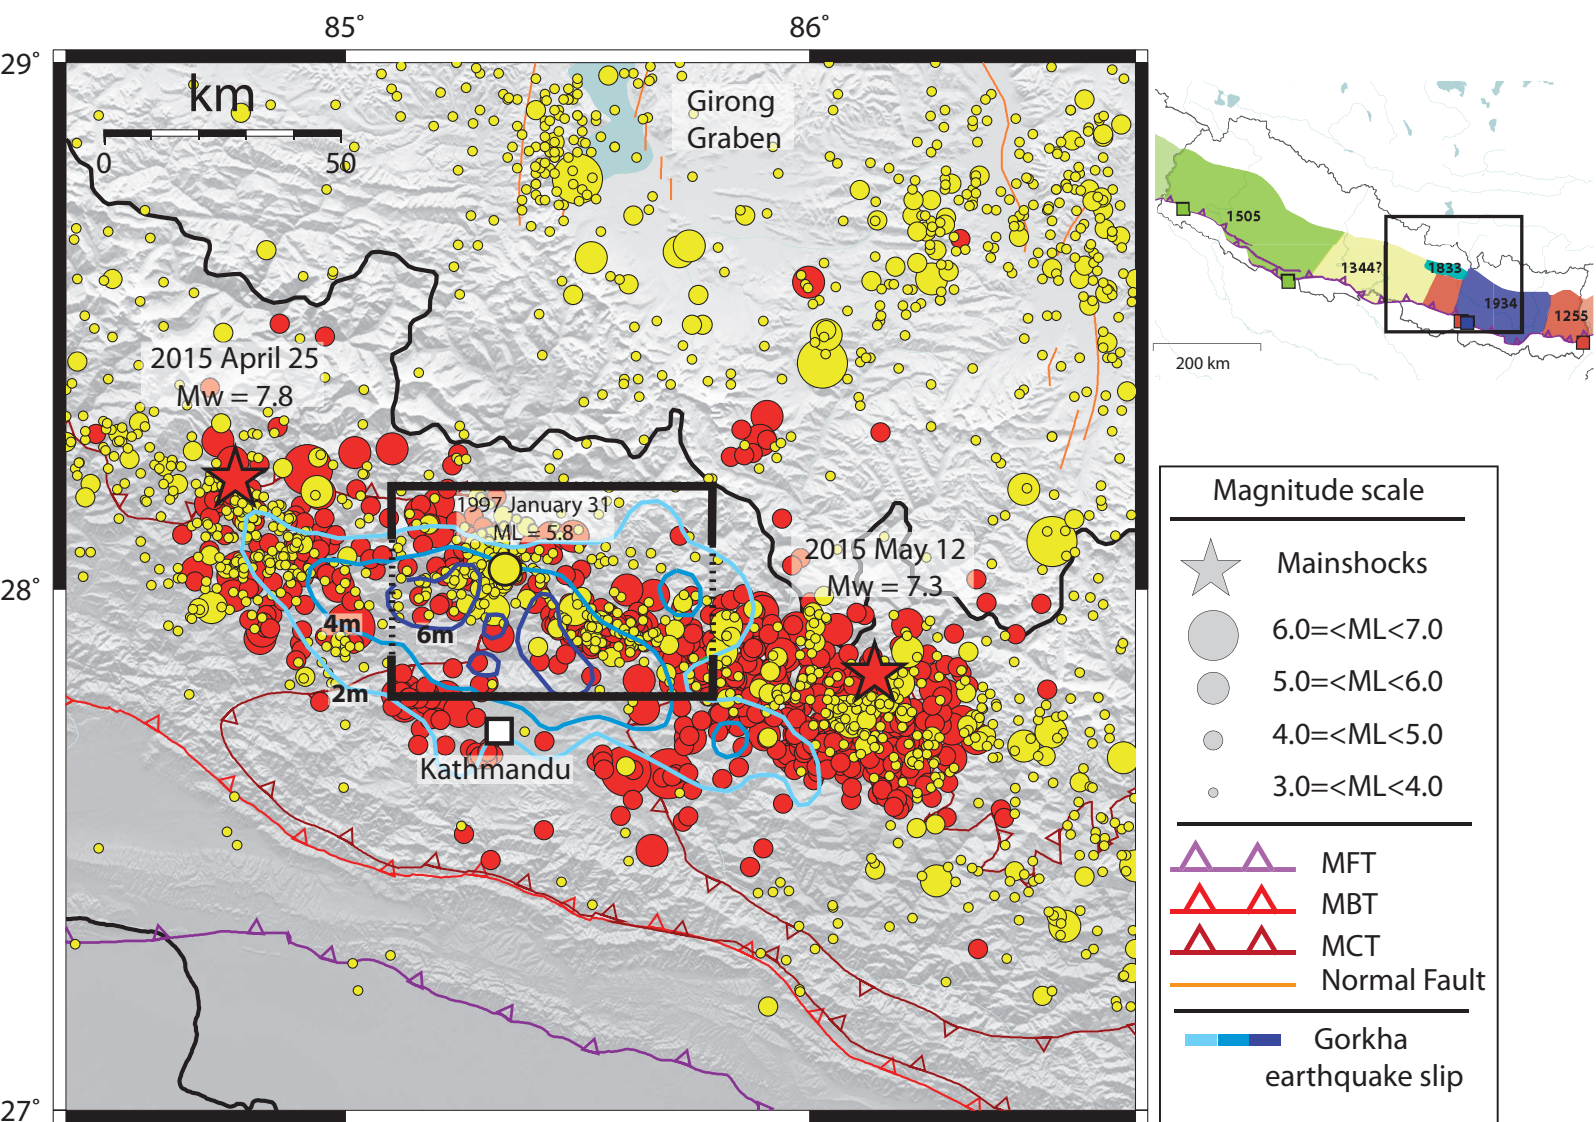 85° 86°
29°
km
0 50
Girong
Graben
2015 April 25
Mw = 7.8
1997 January 31
ML = 5.8
2015 May 12
Mw = 7.3
28°
4m
6m
2m
Kathmandu
27°
1505
1344?
1833
1934
1255
200 km
Magnitude scale
Mainshocks
6.0=<ML<7.0
5.0=<ML<6.0
4.0=<ML<5.0
3.0=<ML<4.0
MFT
MBT
MCT
Normal Fault
Gorkha
earthquake slip